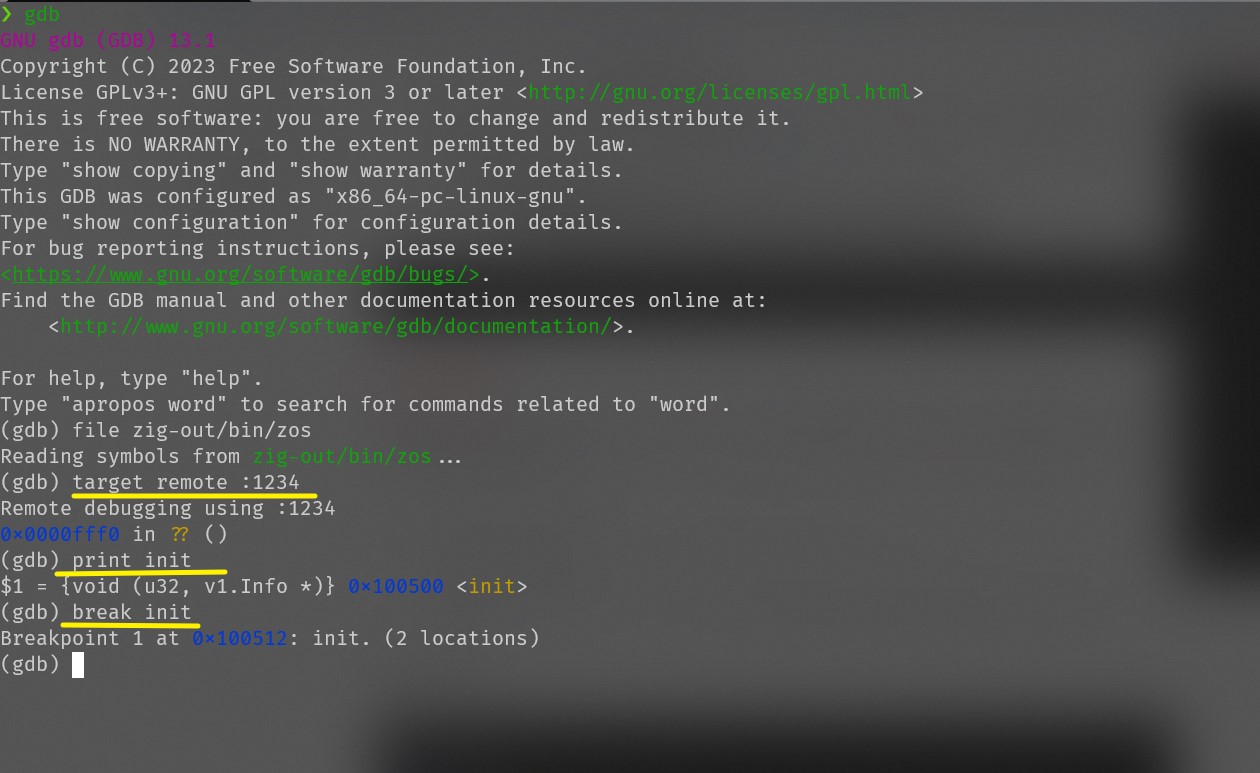 ❯ gdb
GNU gdb (GDB) 13.1
Copyright (C) 2023 Free Software Foundation, Inc.
License GPLv3+: GNU GPL version 3 or later <http://gnu.org/licenses/gpl.html>
This is free software: you are free to change and redistribute it.
There is NO WARRANTY, to the extent permitted by law.
Type "show copying" and "show warranty" for details.
This GDB was configured as "x86_64-pc-linux-gnu".
Type "show configuration" for configuration details.
For bug reporting instructions, please see:
<https://www.gnu.org/software/gdb/bugs/>.
Find the GDB manual and other documentation resources online at:
    <http://www.gnu.org/software/gdb/documentation/>.

For help, type "help".
Type "apropos word" to search for commands related to "word".
(gdb) file zig-out/bin/zos
Reading symbols from zig-out/bin/zos...
(gdb) target remote :1234
Remote debugging using :1234
0x0000fff0 in ?? ()
(gdb) print init
$1 = {void (u32, v1.Info *)} 0x100500 <init>
(gdb) break init
Breakpoint 1 at 0x100512: init. (2 locations)
(gdb)